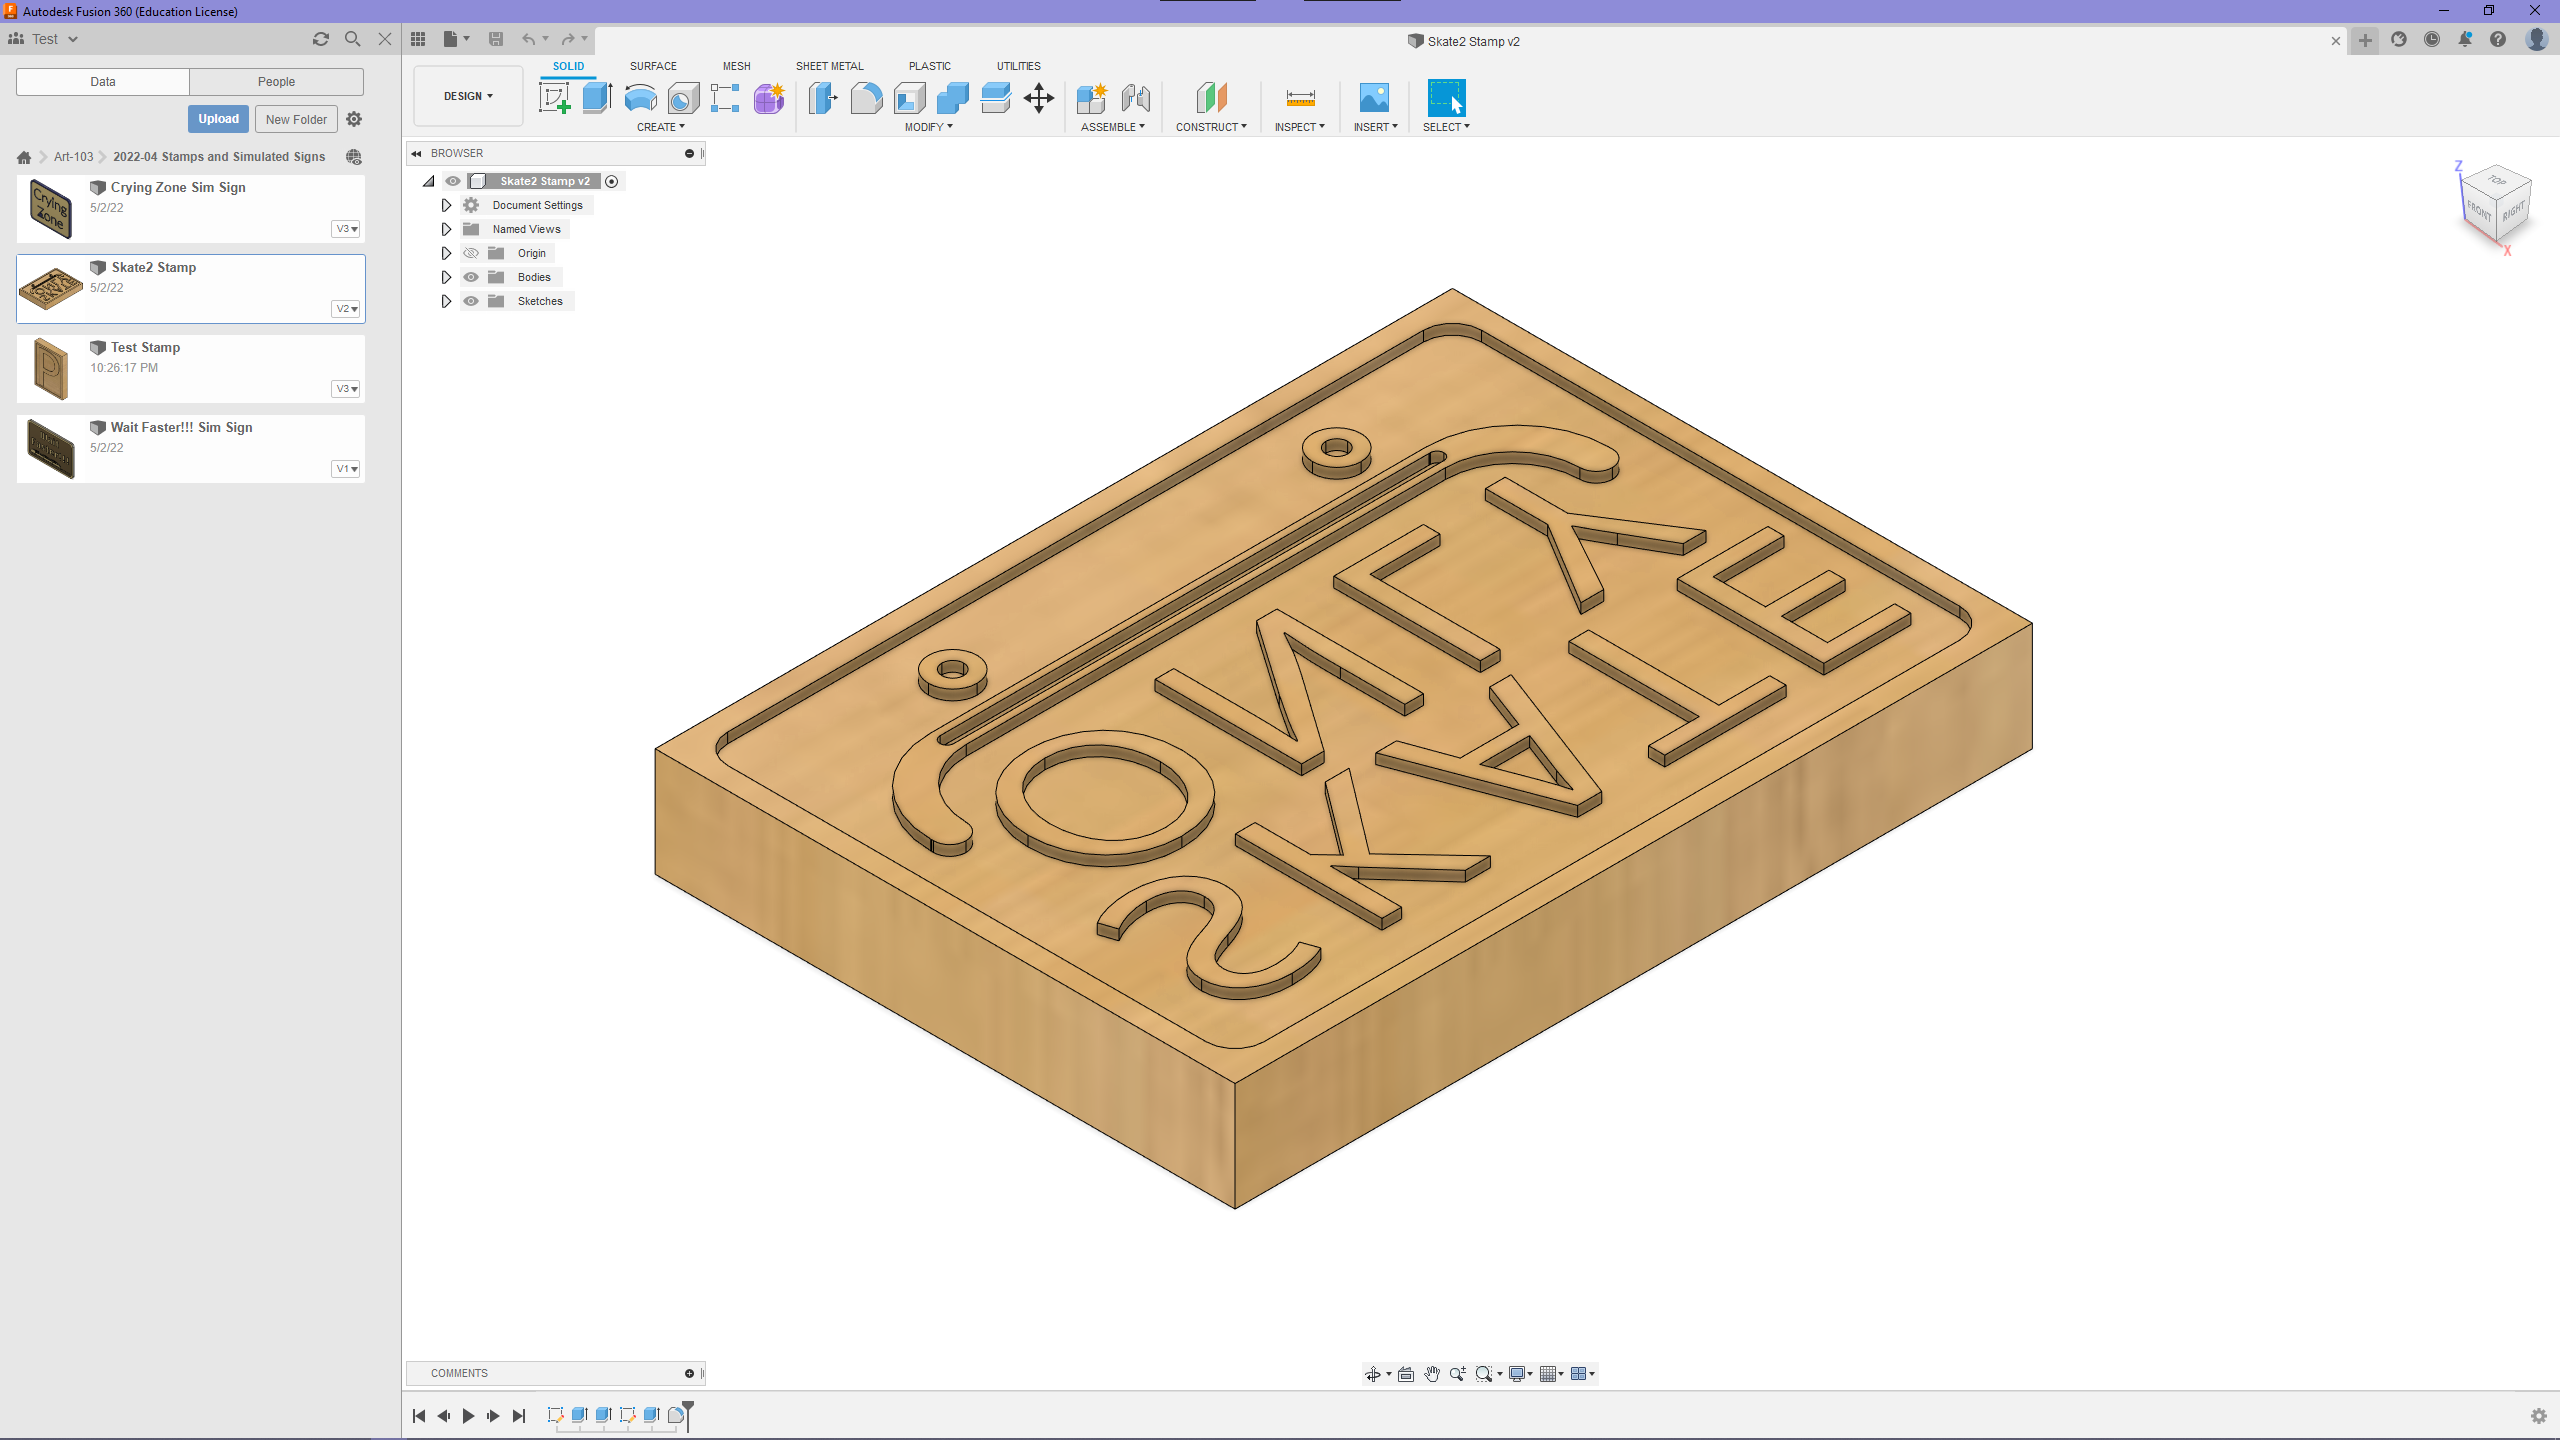 Autodesk Fusion 360 (Education License)
Test
Skate2 Stamp v2
Data
People
Upload
New Folder
Art-103
2022-04 Stamps and Simulated Signs
Crying Zone Sim Sign
5/2/22
V3
Skate2 Stamp
5/2/22
V2
Test Stamp
10:26:17 PM
V3
Wait Faster!!! Sim Sign
5/2/22
V1
Crying Zone
P
DESIGN
SOLID
SURFACE
MESH
SHEET METAL
PLASTIC
UTILITIES
CREATE
MODIFY
ASSEMBLE
CONSTRUCT
INSPECT
INSERT
SELECT
BROWSER
Skate2 Stamp v2
Document Settings
Named Views
Origin
Bodies
Sketches
Z
TOP
FRONT
RIGHT
X
SKATE
ONLY
COMMENTS